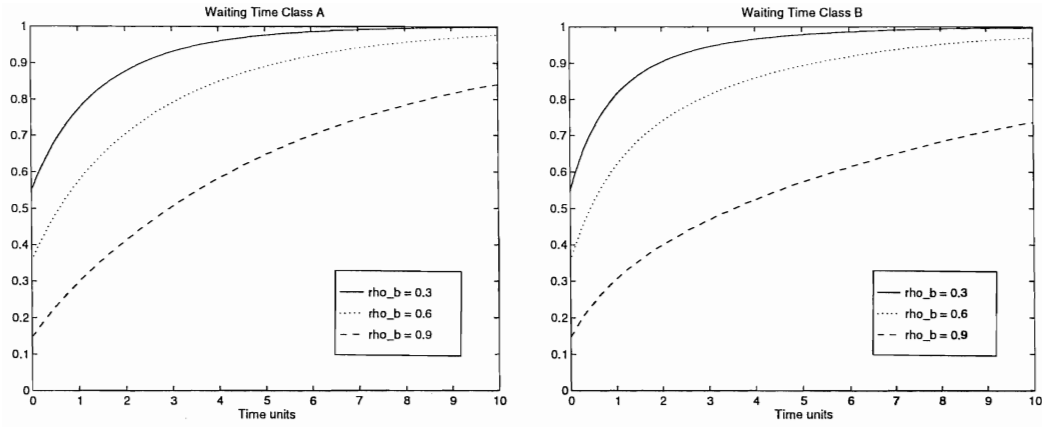 Waiting Time Class A
1
0.9
0.8
0.7
0.6
0.5
0.4
0.3
0.2
0.1
0
0 1 2 3 4 5 6 7 8 9 10
Time units
rho_b = 0.3
rho_b = 0.6
rho_b = 0.9
Waiting Time Class B
1
0.9
0.8
0.7
0.6
0.5
0.4
0.3
0.2
0.1
0
0 1 2 3 4 5 6 7 8 9 10
Time units
rho_b = 0.3
rho_b = 0.6
rho_b = 0.9